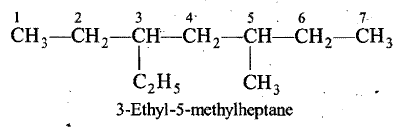 1 2 3 4 5 6 7
CH₃—CH₂—CH—CH₂—CH—CH₂—CH₃
C₂H₅ CH₃
3-Ethyl-5-methylheptane